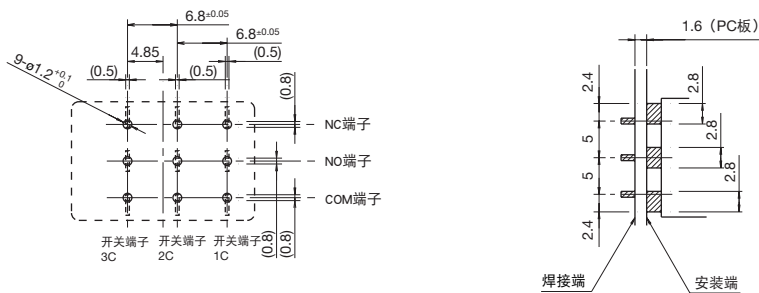 6.8±0.05
6.8±0.05
4.85
(0.5)
9-ø1.2+0.1 0
(0.5)
(0.5)
(0.8)
NC端子
NO端子
COM端子
开关端子 3C
开关端子 2C
开关端子 1C
(0.8)
(0.8)
1.6（PC板）
2.4
2.8
5
2.8
5
2.8
2.4
焊接端
安装端